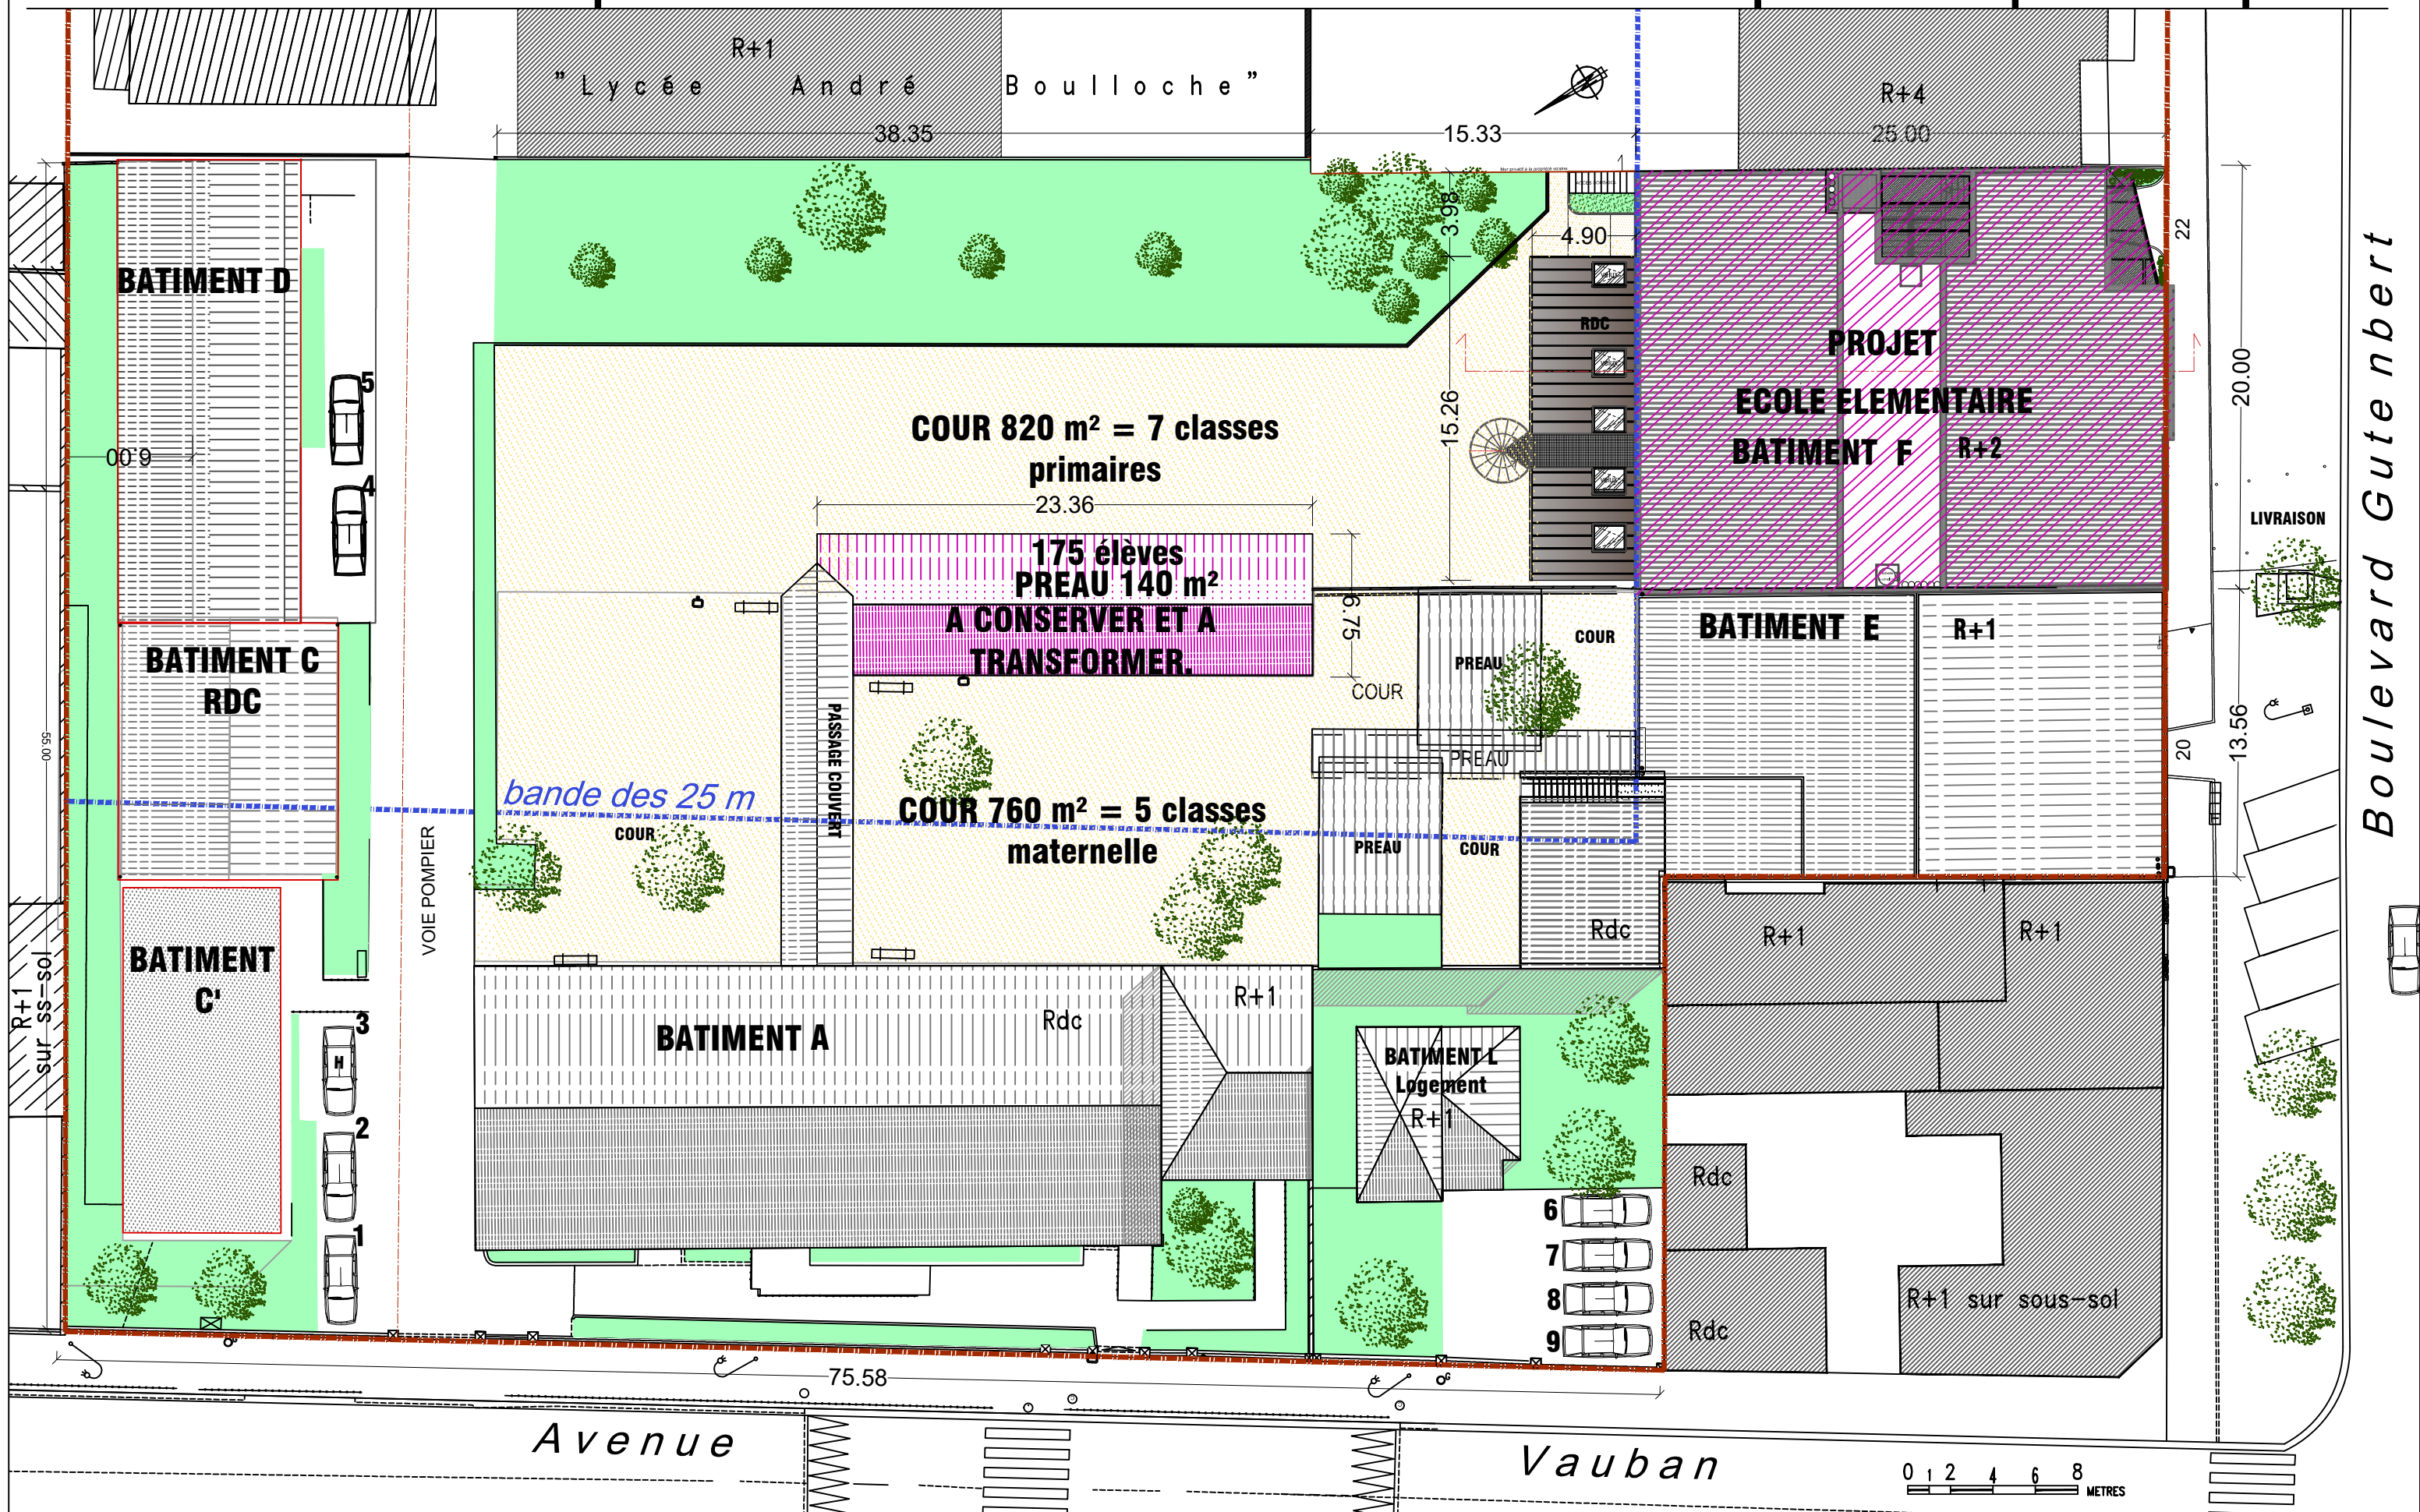 R+1
"Lycée André Boulloche"
R+4
38.35
15.33
25.00
3.98
4.90
22
BATIMENT D
RDC
PROJET
ECOLE ELEMENTAIRE
BATIMENT F R+2
5
4
6.00
COUR 820 m² = 7 classes
primaires
15.26
20.00
23.36
LIVRAISON
Boulevard Gutenbert
175 élèves
PREAU 140 m²
A CONSERVER ET A
TRANSFORMER.
6.75
COUR
PREAU
COUR
PREAU
BATIMENT E
R+1
BATIMENT C
RDC
PASSAGE COUVERT
55.00
20
13.56
bande des 25 m
COUR
COUR 760 m² = 5 classes
maternelle
PREAU
COUR
VOIE POMPIER
Rdc
R+1
R+1
BATIMENT
C'
R+1
sur ss-sol
BATIMENT A
Rdc
R+1
3
H
2
1
BATIMENT L
Logement
R+1
6
7
8
9
Rdc
Rdc
R+1 sur sous-sol
75.58
Avenue Vauban
0 1 2 4 6 8
METRES